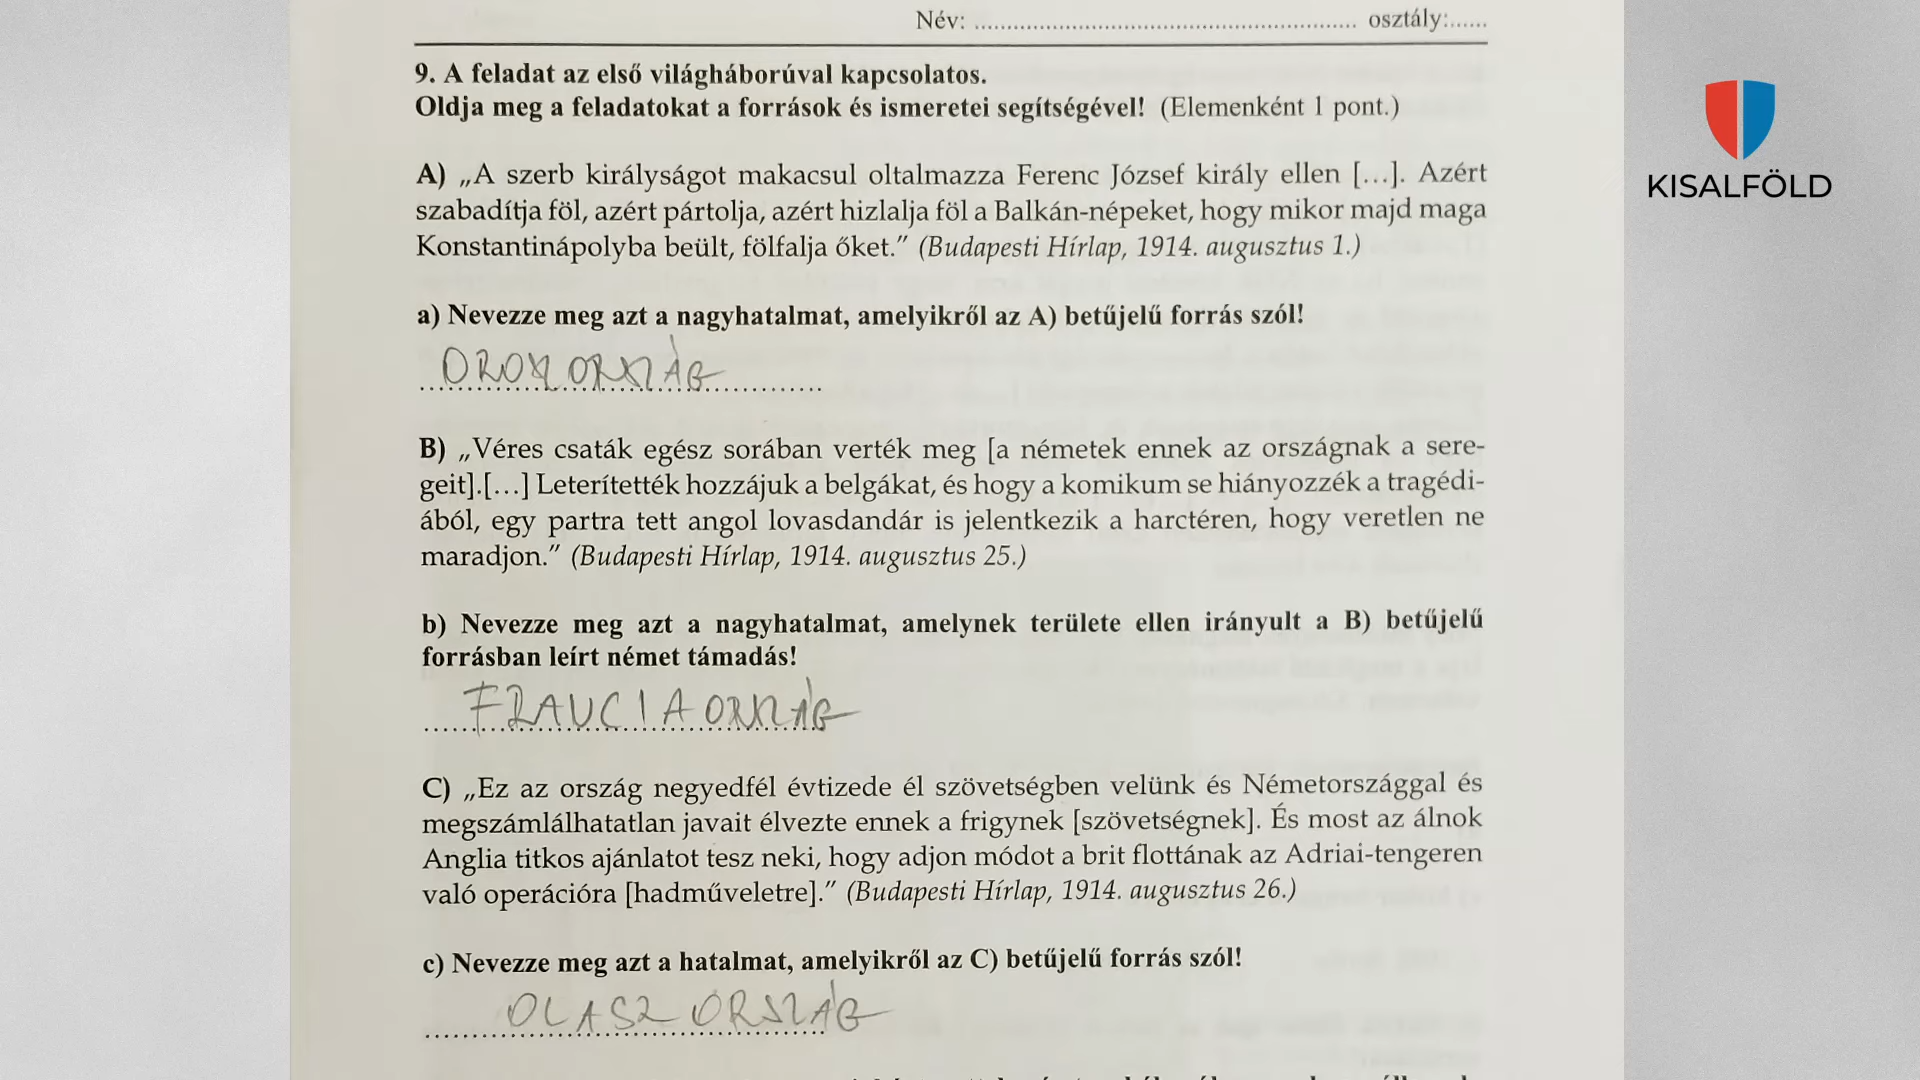 Név: ................................................................ osztály:......
9. A feladat az első világháborúval kapcsolatos.
Oldja meg a feladatokat a források és ismeretei segítségével! (Elemenként 1 pont.)
KISALFÖLD
A) „A szerb királyságot makacsul oltalmazza Ferenc József király ellen […]. Azért
szabadítja föl, azért pártolja, azért hizlalja föl a Balkán-népeket, hogy mikor majd maga
Konstantinápolyba beült, fölfalja őket.” (Budapesti Hírlap, 1914. augusztus 1.)
a) Nevezze meg azt a nagyhatalmat, amelyikről az A) betűjelű forrás szól!
OROSZORSZÁG
B) „Véres csaták egész sorában verték meg [a németek ennek az országnak a sere-
geit].[…] Leterítették hozzájuk a belgákat, és hogy a komikum se hiányozzék a tragédi-
ából, egy partra tett angol lovasdandár is jelentkezik a harctéren, hogy veretlen ne
maradjon.” (Budapesti Hírlap, 1914. augusztus 25.)
b) Nevezze meg azt a nagyhatalmat, amelynek területe ellen irányult a B) betűjelű
forrásban leírt német támadás!
FRANCIAORSZÁG
C) „Ez az ország negyedfél évtizede él szövetségben velünk és Németországgal és
megszámlálhatatlan javait élvezte ennek a frigynek [szövetségnek]. És most az álnok
Anglia titkos ajánlatot tesz neki, hogy adjon módot a brit flottának az Adriai-tengeren
való operációra [hadműveletre].” (Budapesti Hírlap, 1914. augusztus 26.)
c) Nevezze meg azt a hatalmat, amelyikről az C) betűjelű forrás szól!
OLASZORSZÁG